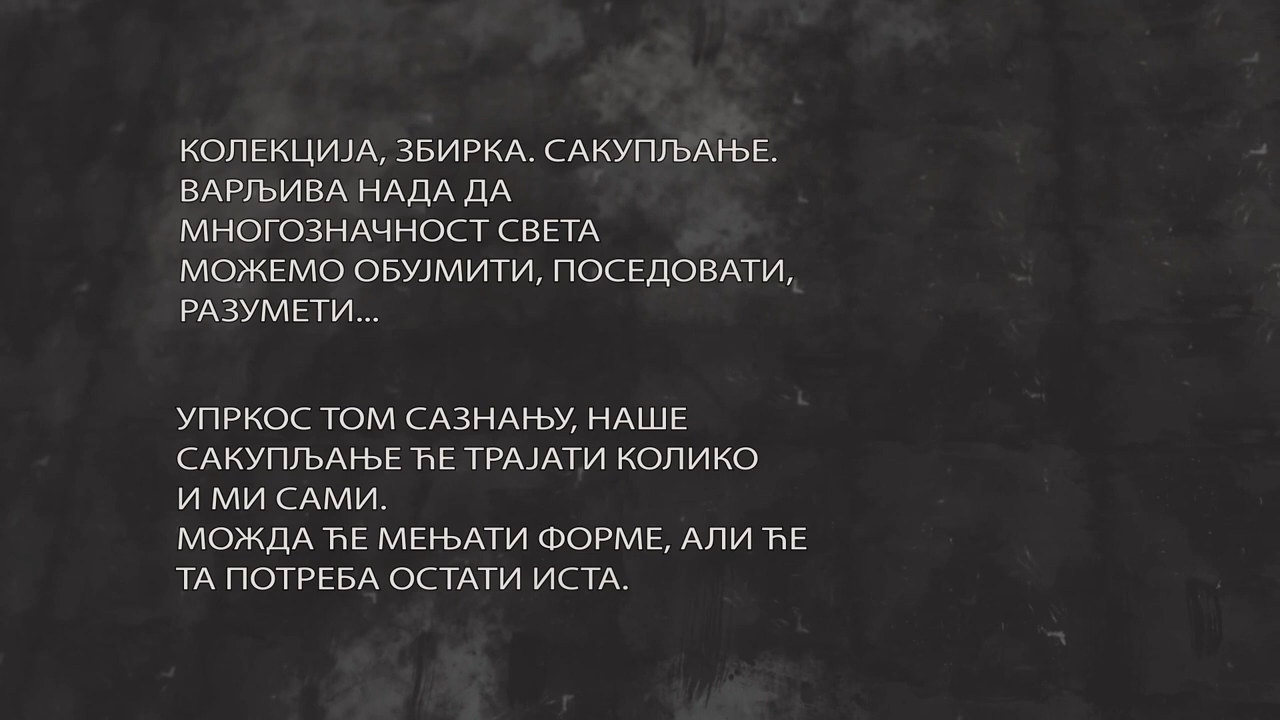 КОЛЕКЦИЈА, ЗБИРКА. САКУПЉАЊЕ.
ВАРЉИВА НАДА ДА
МНОГОЗНАЧНОСТ СВЕТА
МОЖЕМО ОБУЈМИТИ, ПОСЕДОВАТИ,
РАЗУМЕТИ...
УПРКОС ТОМ САЗНАЊУ, НАШЕ
САКУПЉАЊЕ ЋЕ ТРАЈАТИ КОЛИКО
И МИ САМИ.
МОЖДА ЋЕ МЕЊАТИ ФОРМЕ, АЛИ ЋЕ
ТА ПОТРЕБА ОСТАТИ ИСТА.